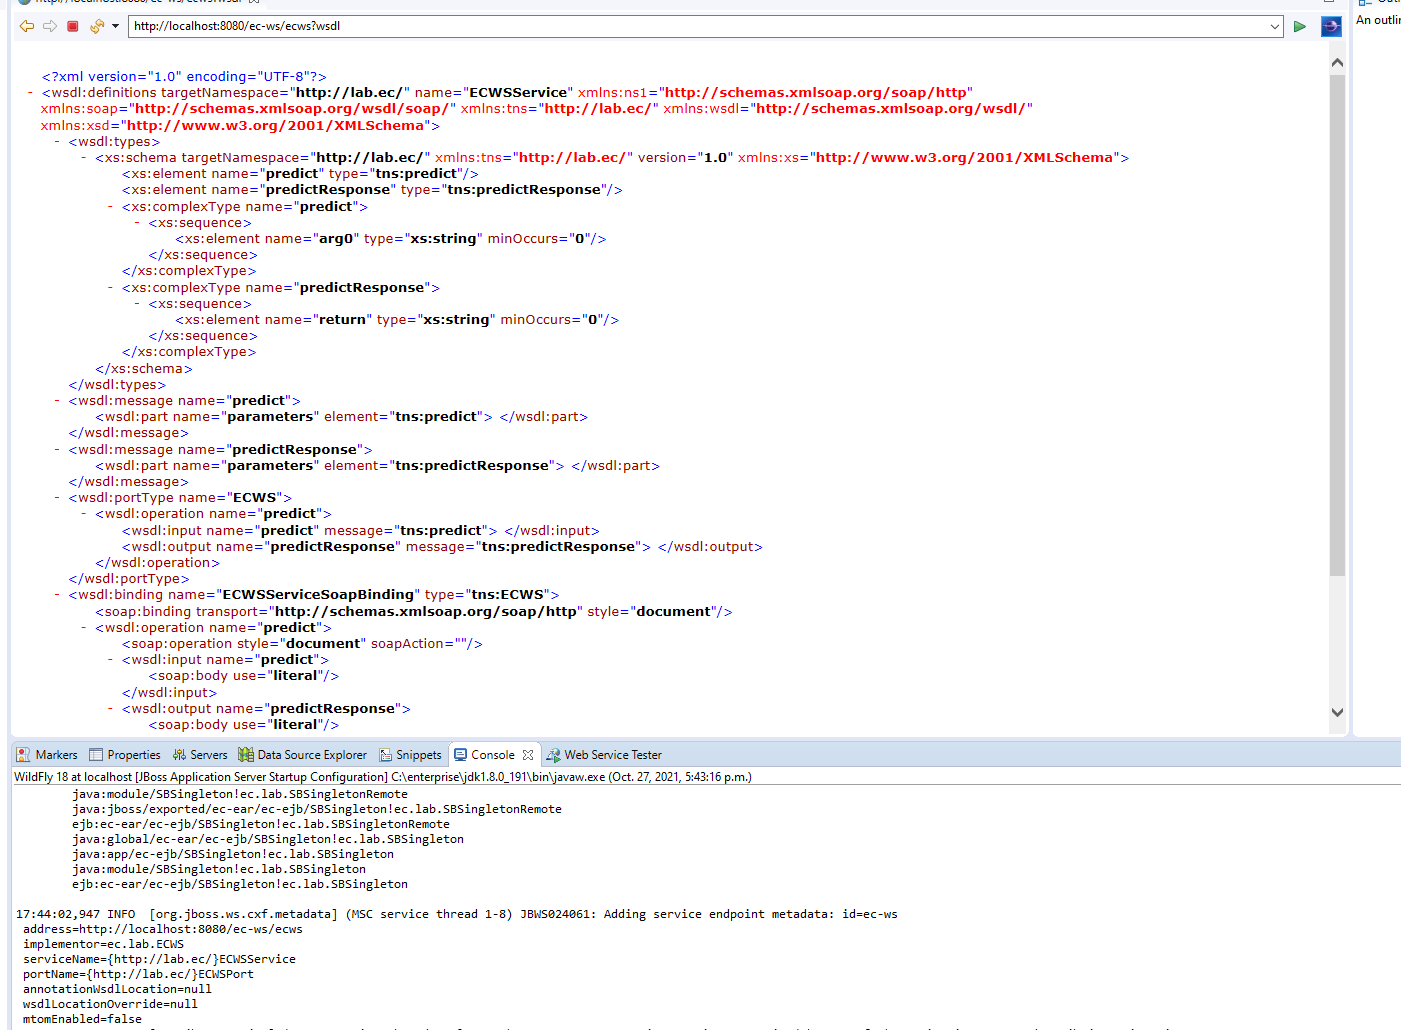 http://localhost:8080/ec-ws/ecws?wsdl
An outlin
<?xml version="1.0" encoding="UTF-8"?>
- <wsdl:definitions targetNamespace="http://lab.ec/" name="ECWSService" xmlns:ns1="http://schemas.xmlsoap.org/soap/http"
xmlns:soap="http://schemas.xmlsoap.org/wsdl/soap/" xmlns:tns="http://lab.ec/" xmlns:wsdl="http://schemas.xmlsoap.org/wsdl/"
xmlns:xsd="http://www.w3.org/2001/XMLSchema">
- <wsdl:types>
- <xs:schema targetNamespace="http://lab.ec/" xmlns:tns="http://lab.ec/" version="1.0" xmlns:xs="http://www.w3.org/2001/XMLSchema">
<xs:element name="predict" type="tns:predict"/>
<xs:element name="predictResponse" type="tns:predictResponse"/>
- <xs:complexType name="predict">
- <xs:sequence>
<xs:element name="arg0" type="xs:string" minOccurs="0"/>
</xs:sequence>
</xs:complexType>
- <xs:complexType name="predictResponse">
- <xs:sequence>
<xs:element name="return" type="xs:string" minOccurs="0"/>
</xs:sequence>
</xs:complexType>
</xs:schema>
</wsdl:types>
- <wsdl:message name="predict">
<wsdl:part name="parameters" element="tns:predict"> </wsdl:part>
</wsdl:message>
- <wsdl:message name="predictResponse">
<wsdl:part name="parameters" element="tns:predictResponse"> </wsdl:part>
</wsdl:message>
- <wsdl:portType name="ECWS">
- <wsdl:operation name="predict">
<wsdl:input name="predict" message="tns:predict"> </wsdl:input>
<wsdl:output name="predictResponse" message="tns:predictResponse"> </wsdl:output>
</wsdl:operation>
</wsdl:portType>
- <wsdl:binding name="ECWSServiceSoapBinding" type="tns:ECWS">
<soap:binding transport="http://schemas.xmlsoap.org/soap/http" style="document"/>
- <wsdl:operation name="predict">
<soap:operation style="document" soapAction=""/>
- <wsdl:input name="predict">
<soap:body use="literal"/>
</wsdl:input>
- <wsdl:output name="predictResponse">
<soap:body use="literal"/>
Markers Properties Servers Data Source Explorer Snippets Console Web Service Tester
WildFly 18 at localhost [JBoss Application Server Startup Configuration] C:\enterprise\jdk1.8.0_191\bin\javaw.exe (Oct. 27, 2021, 5:43:16 p.m.)
java:module/SBSingleton!ec.lab.SBSingletonRemote
java:jboss/exported/ec-ear/ec-ejb/SBSingleton!ec.lab.SBSingletonRemote
ejb:ec-ear/ec-ejb/SBSingleton!ec.lab.SBSingletonRemote
java:global/ec-ear/ec-ejb/SBSingleton!ec.lab.SBSingleton
java:app/ec-ejb/SBSingleton!ec.lab.SBSingleton
java:module/SBSingleton!ec.lab.SBSingleton
ejb:ec-ear/ec-ejb/SBSingleton!ec.lab.SBSingleton
17:44:02,947 INFO [org.jboss.ws.cxf.metadata] (MSC service thread 1-8) JBWS024061: Adding service endpoint metadata: id=ec-ws
address=http://localhost:8080/ec-ws/ecws
implementor=ec.lab.ECWS
serviceName={http://lab.ec/}ECWSService
portName={http://lab.ec/}ECWSPort
annotationWsdlLocation=null
wsdlLocationOverride=null
mtomEnabled=false